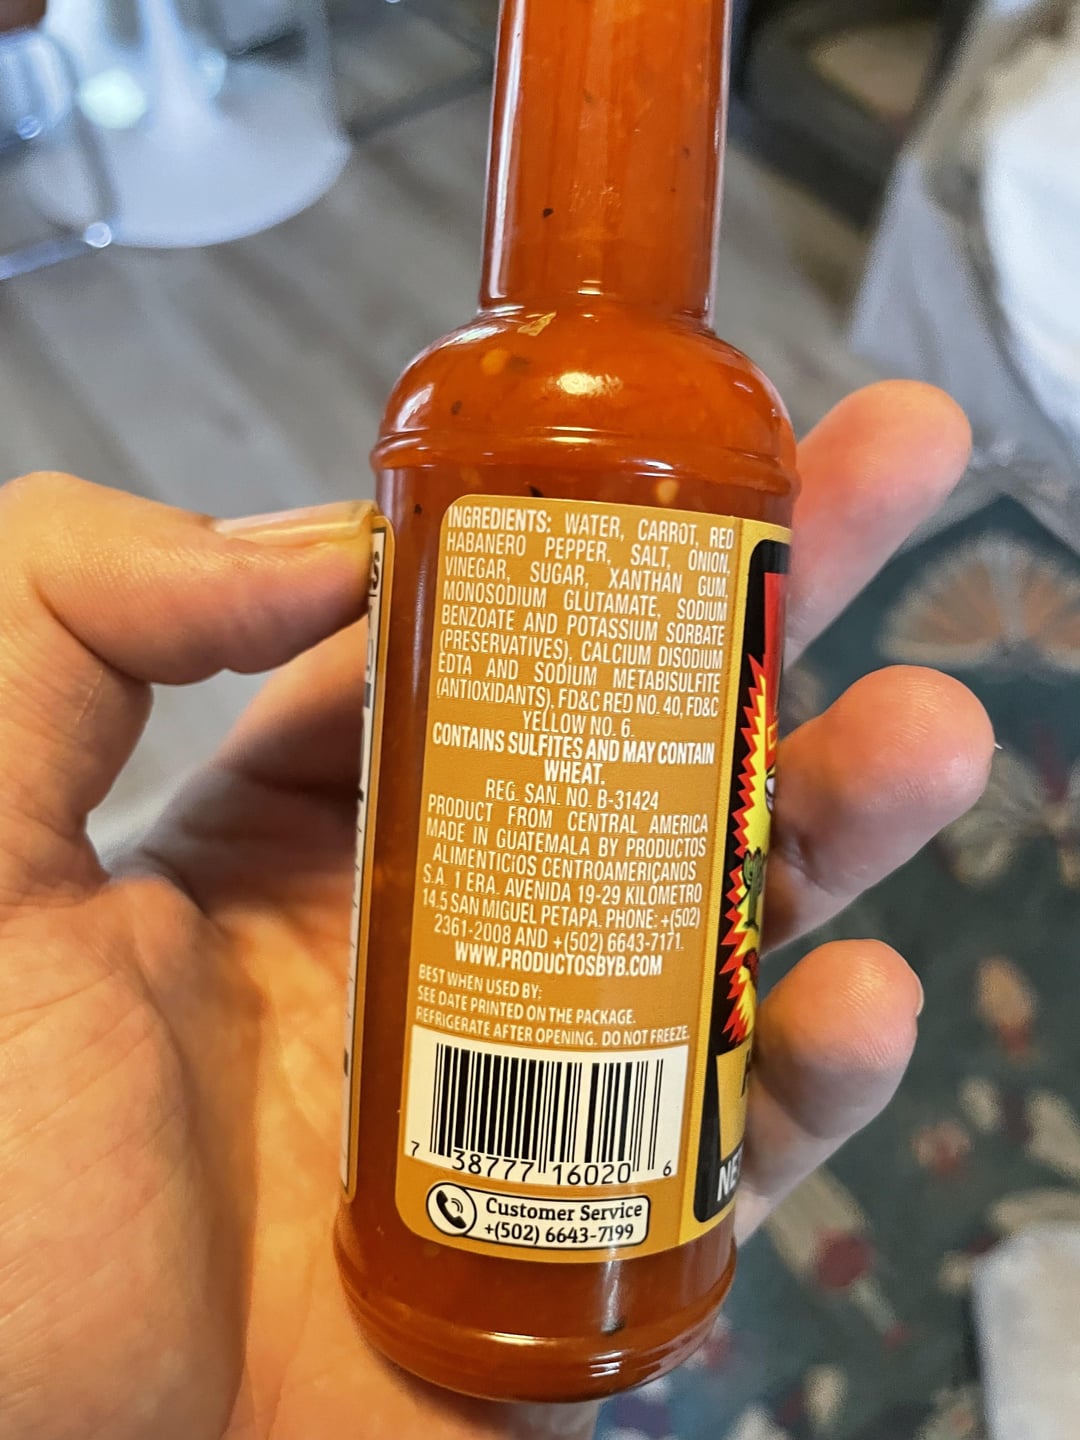 INGREDIENTS: WATER, CARROT, RED
HABANERO PEPPER, SALT, ONION,
VINEGAR, SUGAR, XANTHAN GUM,
MONOSODIUM GLUTAMATE, SODIUM
BENZOATE AND POTASSIUM SORBATE
(PRESERVATIVES), CALCIUM DISODIUM
EDTA AND SODIUM METABISULFITE
(ANTIOXIDANTS), FD&C RED NO. 40, FD&C
YELLOW NO. 6.
CONTAINS SULFITES AND MAY CONTAIN
WHEAT.
REG. SAN. NO. B-31424
PRODUCT FROM CENTRAL AMERICA
MADE IN GUATEMALA BY PRODUCTOS
ALIMENTICIOS CENTROAMERICANOS
S.A. 1 ERA. AVENIDA 19-29 KILÓMETRO
14.5 SAN MIGUEL PETAPA. PHONE: +(502)
2361-2008 AND +(502) 6643-7171.
WWW.PRODUCTOSBYB.COM
BEST WHEN USED BY:
SEE DATE PRINTED ON THE PACKAGE.
REFRIGERATE AFTER OPENING. DO NOT FREEZE.
7 38777 16020 6
Customer Service
+(502) 6643-7199